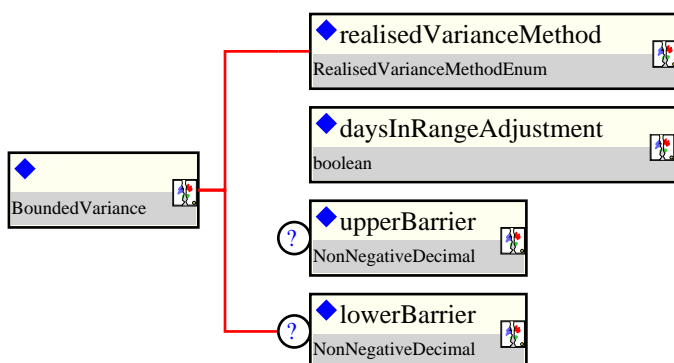 realisedVarianceMethod
RealisedVarianceMethodEnum
daysInRangeAdjustment
boolean
BoundedVariance
?
upperBarrier
NonNegativeDecimal
?
lowerBarrier
NonNegativeDecimal